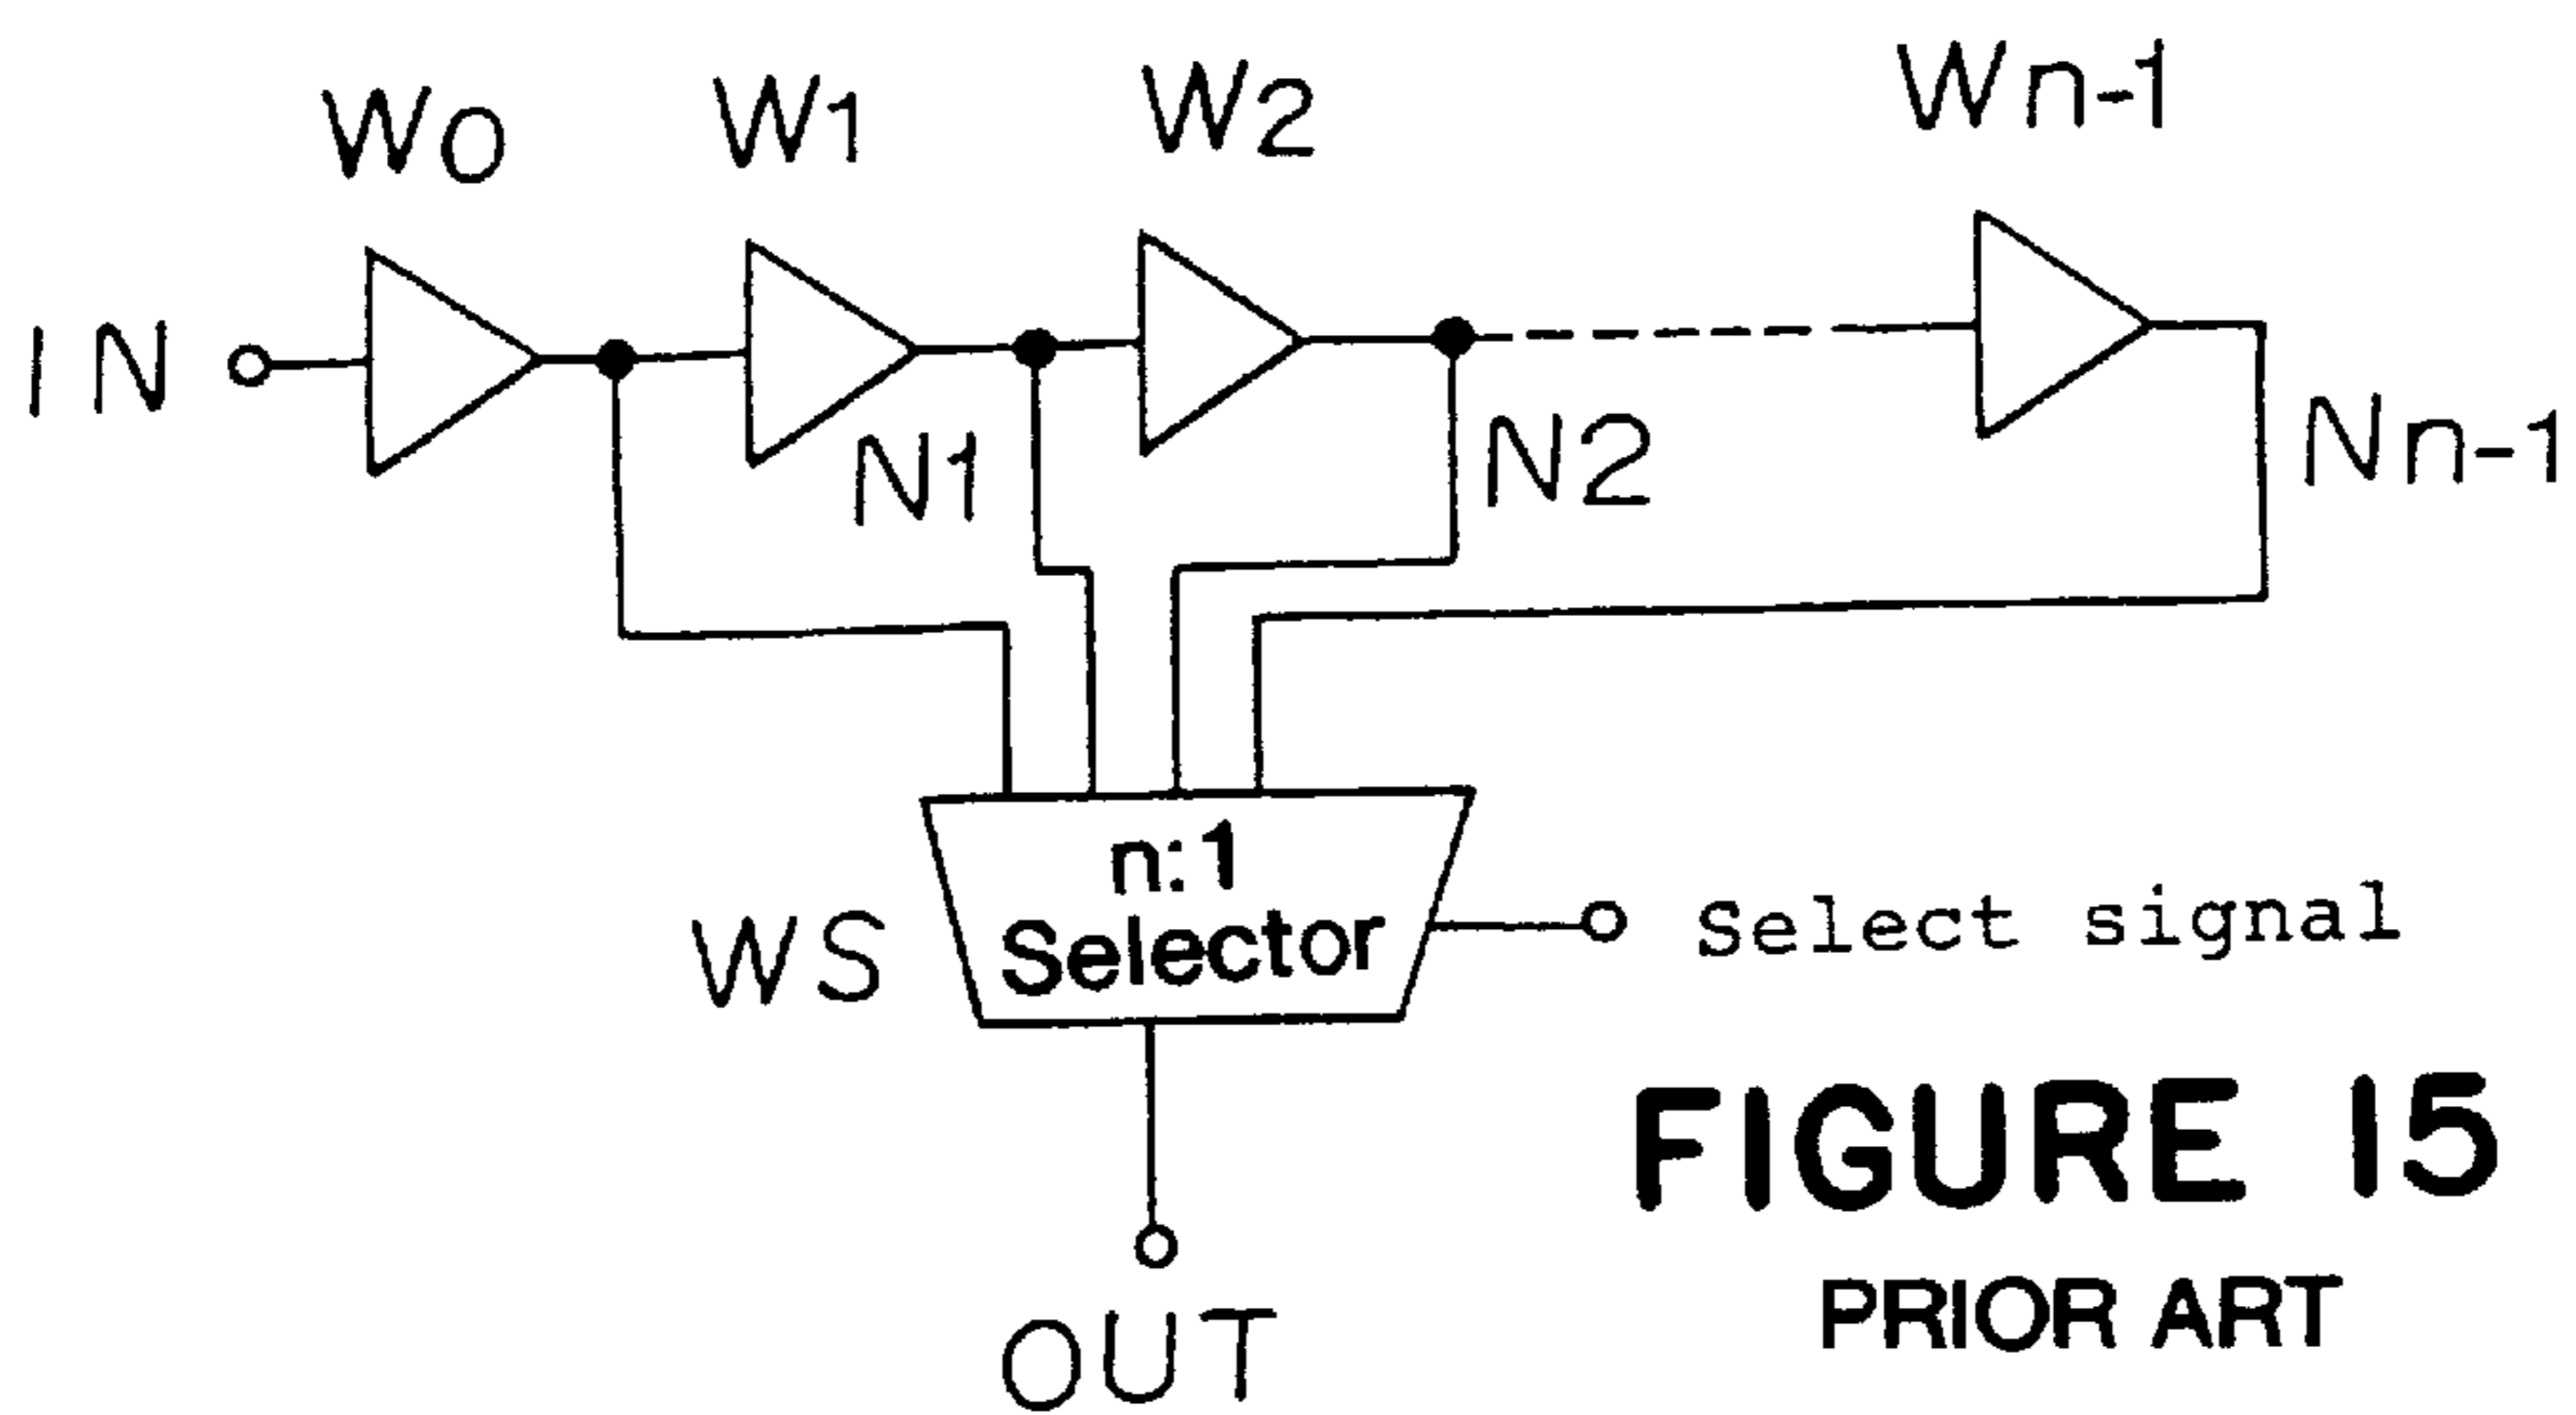 W0 W1 W2 Wn-1
IN
N1 N2 Nn-1
n:1
Selector
WS
Select signal
OUT
FIGURE 15
PRIOR ART